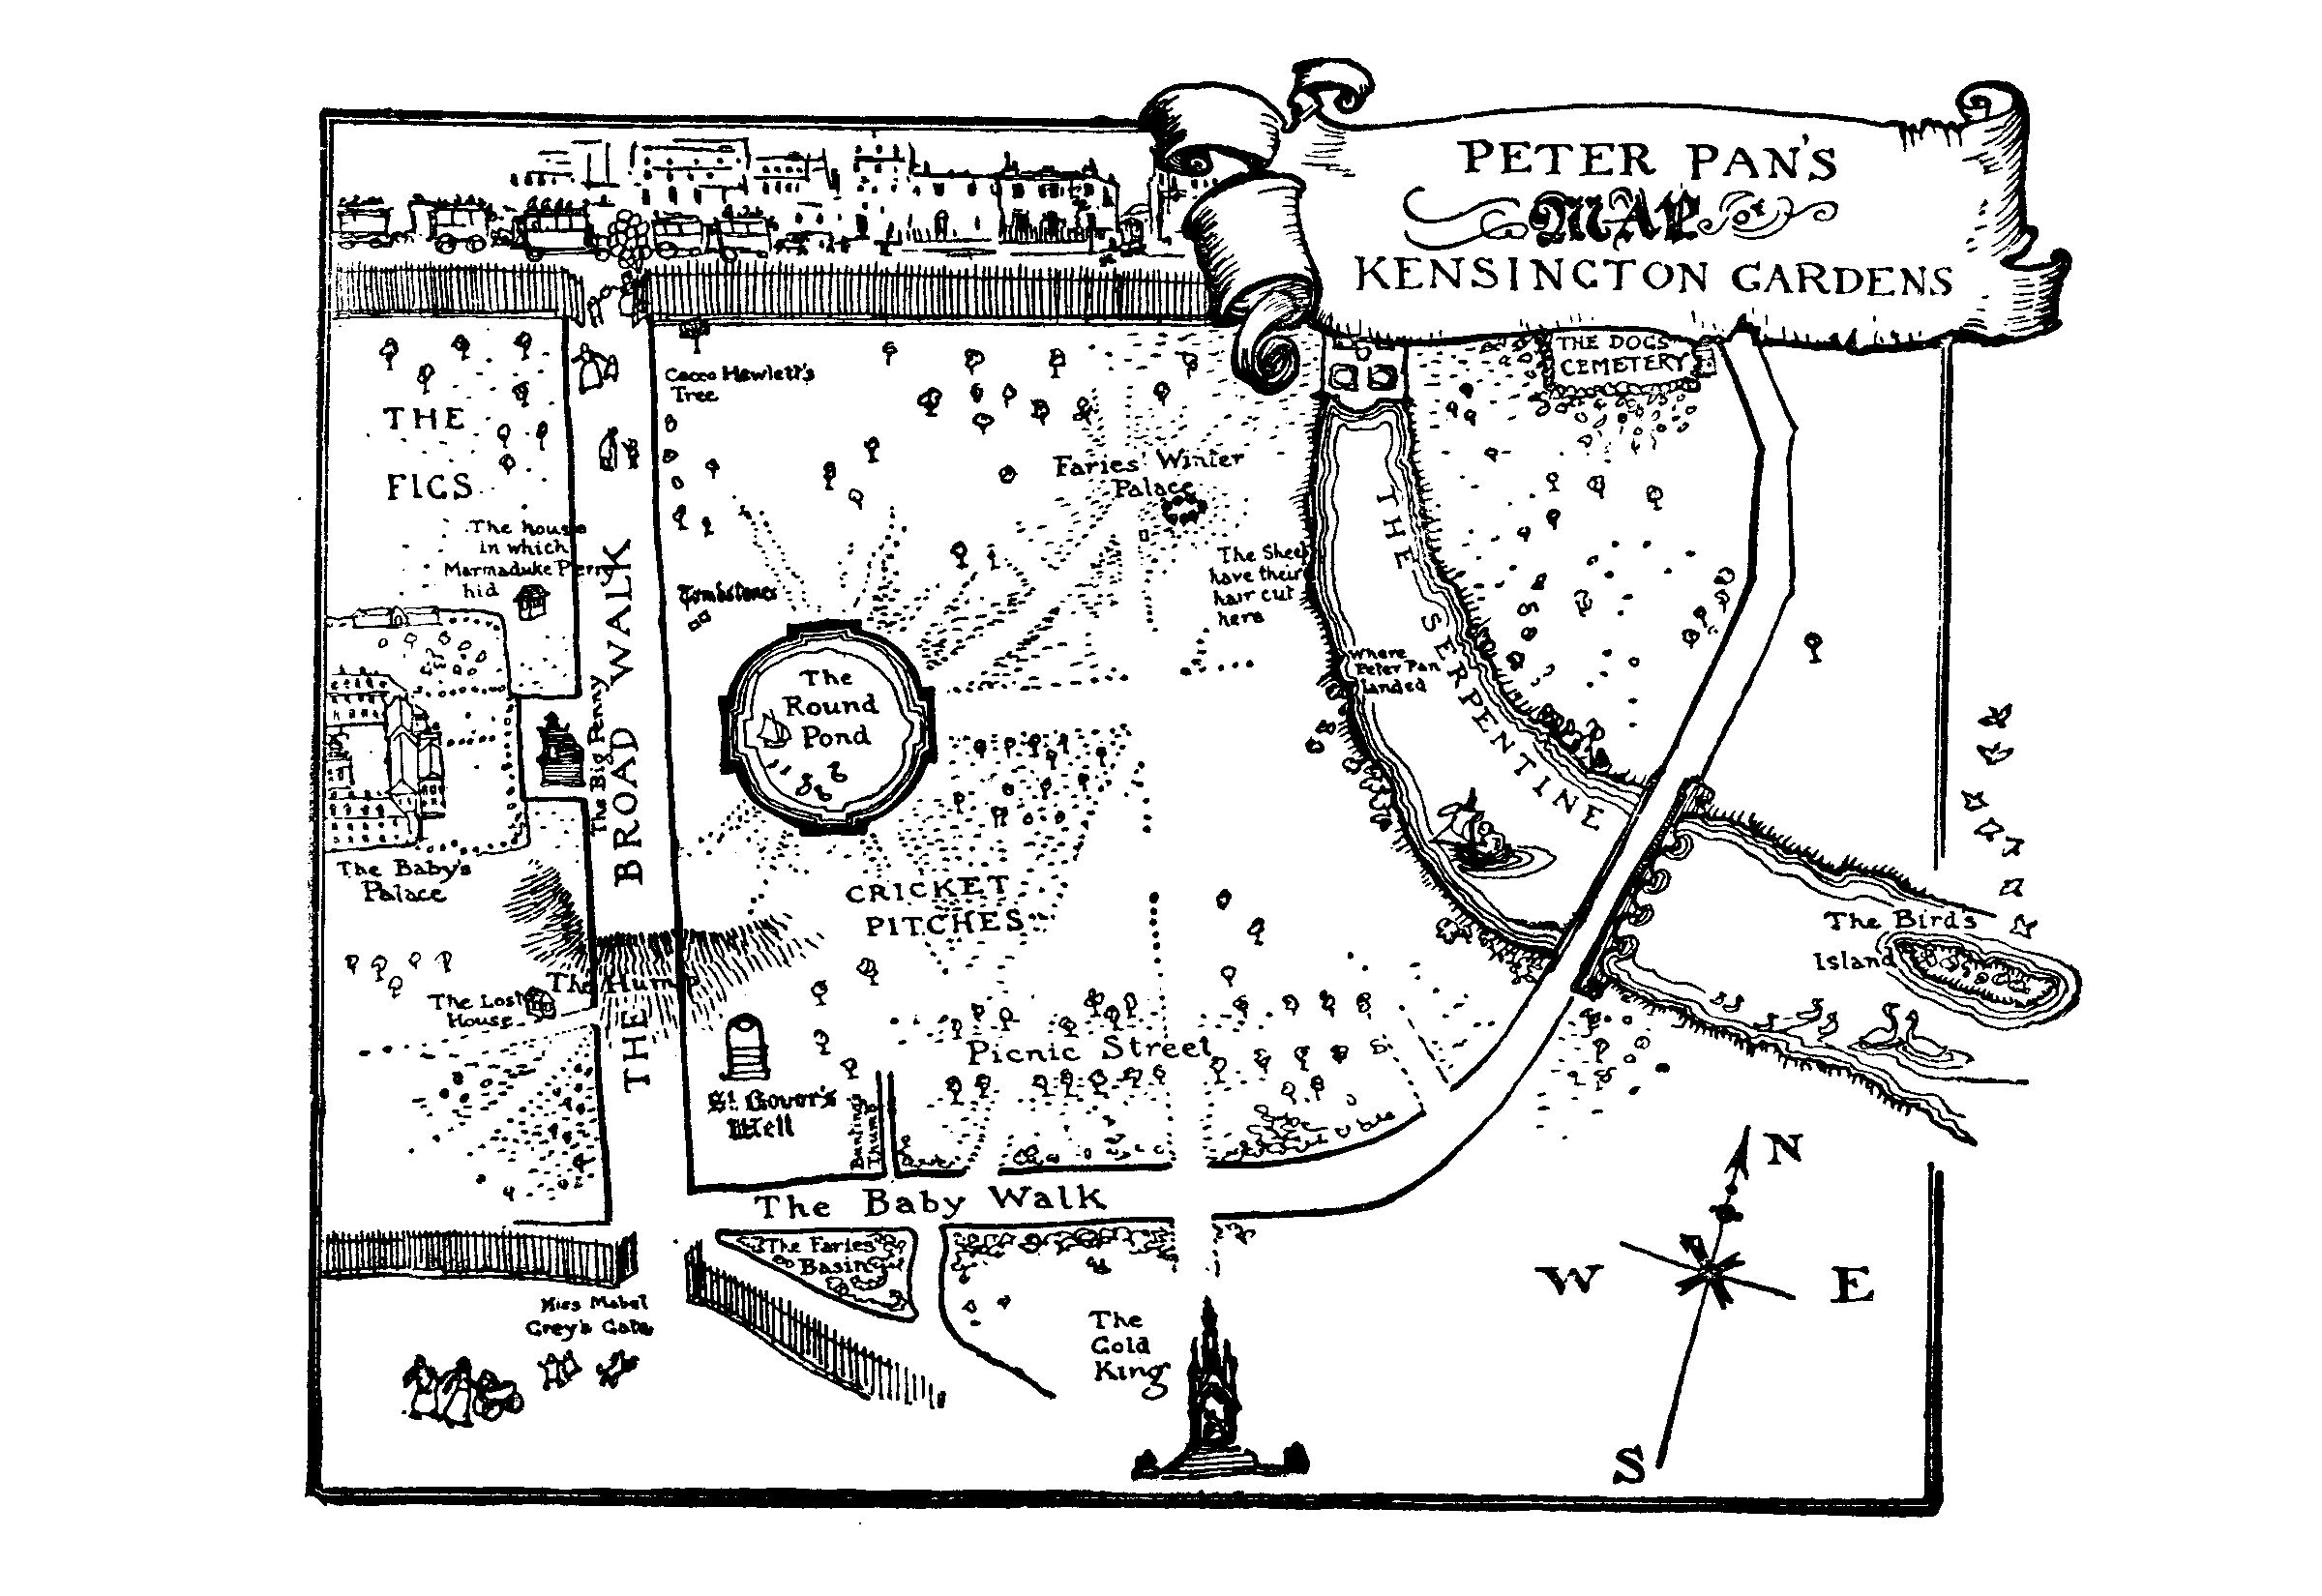 PETER PAN'S
MAP OF
KENSINGTON GARDENS
THE DOGS
CEMETERY
Cecco Hewlett's
Tree
THE
FIGS
Faries Winter
Palace
The house
in which
Marmaduke Perry
hid
The Sheep
have their
hair cut
here
Tombstones
THE SERPENTINE
where
Peter Pan
landed
The
Round
Pond
The Big Penny
THE BROAD WALK
The Baby's
Palace
CRICKET
PITCHES
The Bird's
Island
The Hump
The Lost
House
Picnic Street
St. Govor's
Well
Buntings
Thumb
The Baby Walk
N
W
E
S
The Faries
Basin
Miss Mabel
Grey's Gate
The
Gold
King